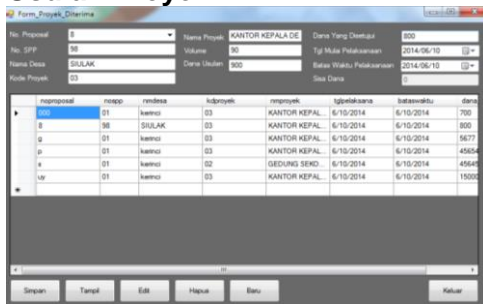 Form_Proyek_Diterima
No. Proposal 8 Nama Proyek KANTOR KEPALA DE Dana Yang Disetujui 800
No. SPP 98 Volume 90 Tgl Mulai Pelaksanaan 2014/06/10
Nama Desa SIULAK Dana Usulan 900 Batas Waktu Pelaksanaan 2014/06/10
Kode Proyek 03 Sisa Dana 0
noproposal nospp nmdesa kdproyek nmproyek tglpelaksana bataswaktu dana
000 01 kerinci 03 KANTOR KEPAL... 6/10/2014 6/10/2014 700
8 98 SIULAK 03 KANTOR KEPAL... 6/10/2014 6/10/2014 800
g 01 kerinci 03 KANTOR KEPAL... 6/10/2014 6/10/2014 5677
p 01 kerinci 03 KANTOR KEPAL... 6/10/2014 6/10/2014 45654
01 kerinci 02 GEDUNG SEKO... 6/10/2014 6/10/2014 45645
uy 01 kerinci 03 KANTOR KEPAL... 6/10/2014 6/10/2014 15000
Simpan Tampil Edit Hapus Baru Keluar